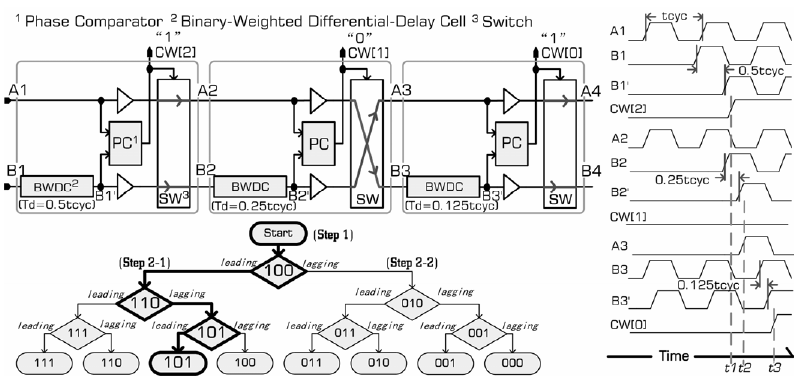 1 Phase Comparator 2 Binary-Weighted Differential-Delay Cell 3 Switch
"1" "0" "1"
CW[2] CW[1] CW[0]
A1 A2 A3 A4
PC1 PC PC
B1 B2 B3 B4
BWDC2 B1' BWDC B2' BWDC B3'
SW3 SW SW
(Td=0.5tcyc) (Td=0.25tcyc) (Td=0.125tcyc)
Start (Step 1)
100
(Step 2-1) leading lagging (Step 2-2)
110 010
leading lagging leading lagging
111 101 011 001
leading lagging leading lagging leading lagging leading lagging
111 110 101 100 011 010 001 000
A1 tcyc
B1
0.5tcyc
B1'
CW[2]
A2
B2
0.25tcyc
B2'
CW[1]
A3
B3
0.125tcyc
B3'
CW[0]
Time
t1 t2 t3